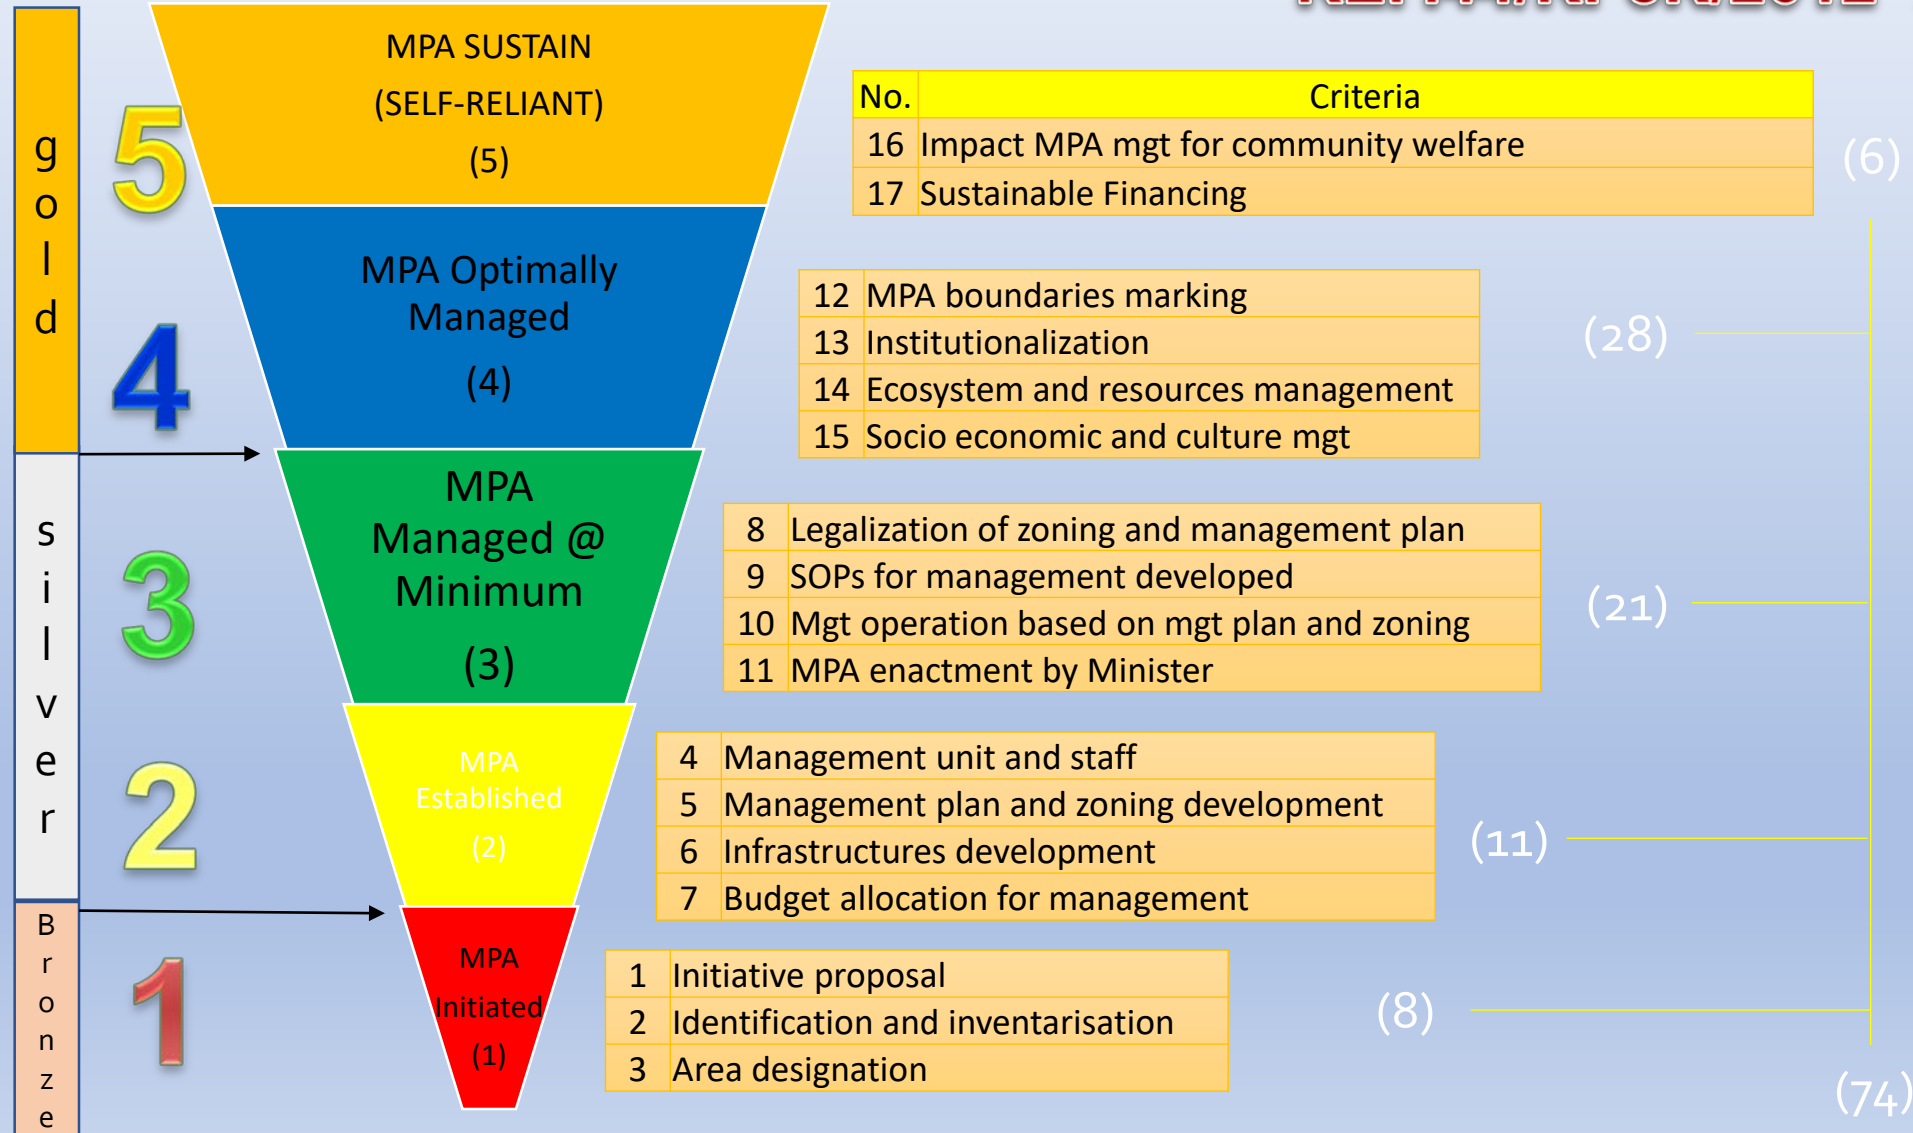 gold
silver
Bronze
5
4
3
2
1
MPA SUSTAIN
(SELF-RELIANT)
(5)
MPA Optimally
Managed
(4)
MPA
Managed @
Minimum
(3)
MPA
Established
(2)
MPA
Initiated
(1)
No. Criteria
16 Impact MPA mgt for community welfare
17 Sustainable Financing
(6)
12 MPA boundaries marking
13 Institutionalization
14 Ecosystem and resources management
15 Socio economic and culture mgt
(28)
8 Legalization of zoning and management plan
9 SOPs for management developed
10 Mgt operation based on mgt plan and zoning
11 MPA enactment by Minister
(21)
4 Management unit and staff
5 Management plan and zoning development
6 Infrastructures development
7 Budget allocation for management
(11)
1 Initiative proposal
2 Identification and inventarisation
3 Area designation
(8)
(74)